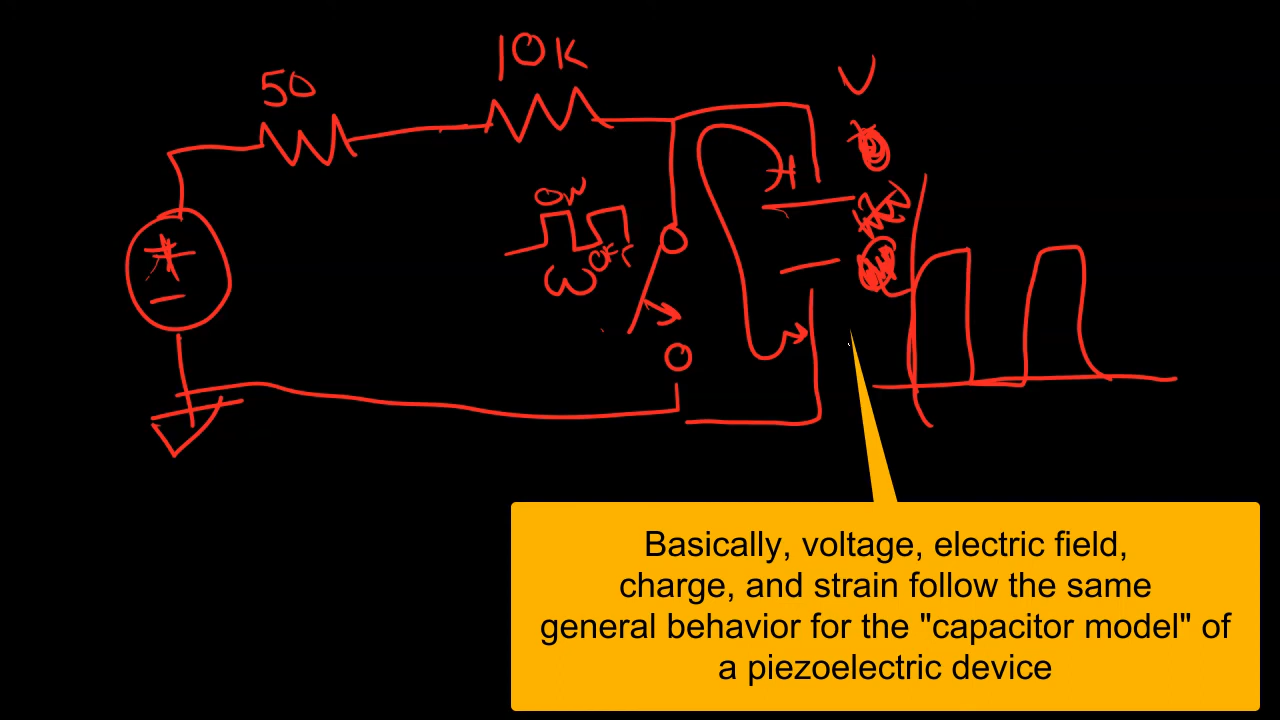 10K
50
V
ON
OFF
ω
+
−
Basically, voltage, electric field,
charge, and strain follow the same
general behavior for the "capacitor model" of
a piezoelectric device